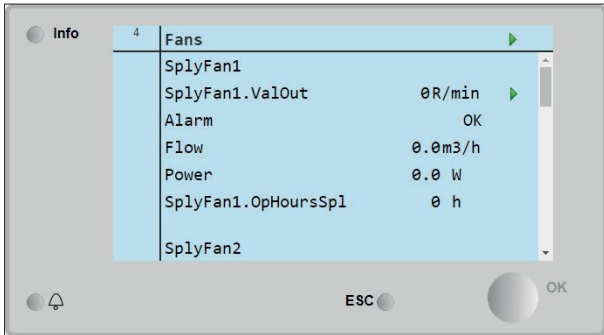 Info
4 Fans
SplyFan1
SplyFan1.ValOut 0R/min
Alarm OK
Flow 0.0m3/h
Power 0.0 W
SplyFan1.OpHoursSpl 0 h
SplyFan2
ESC
OK